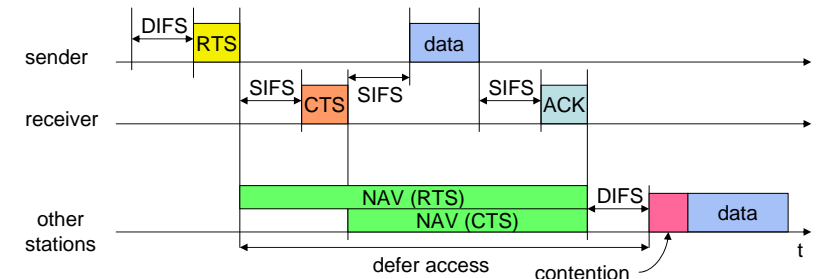 DIFS
RTS
data
sender
SIFS
CTS
SIFS
SIFS
ACK
receiver
NAV (RTS)
DIFS
NAV (CTS)
data
other
stations
t
defer access
contention